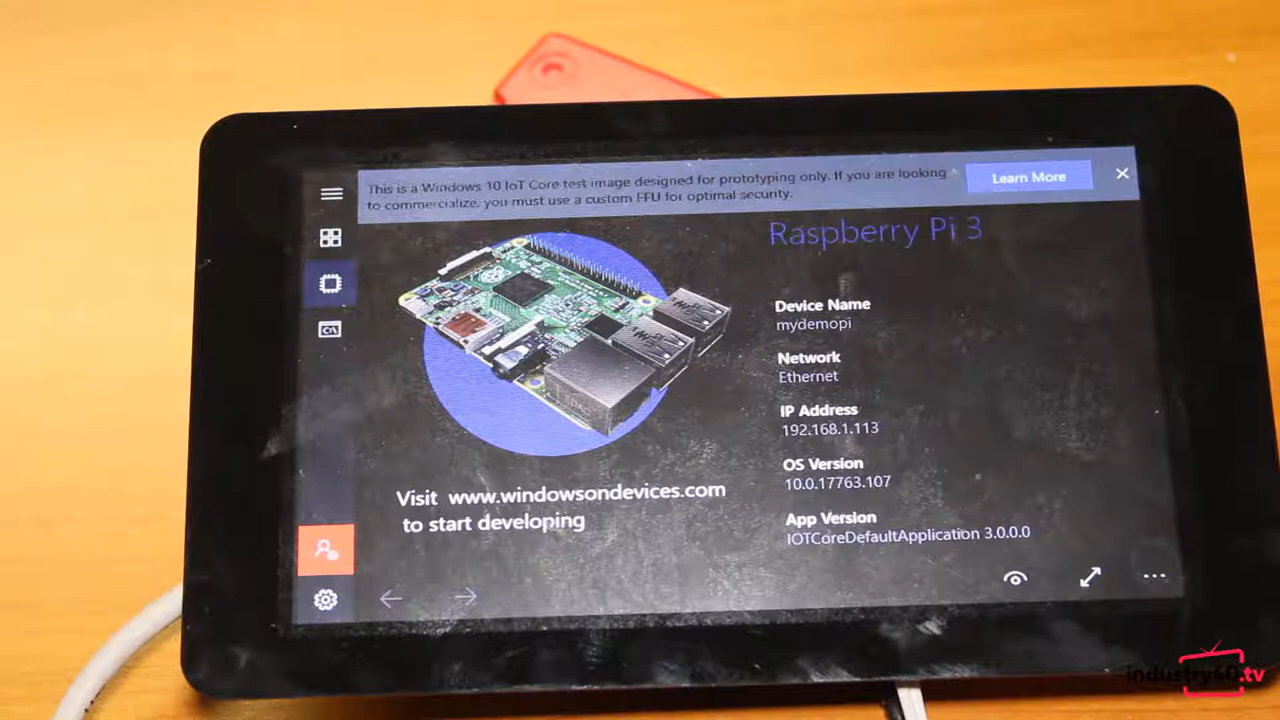 This is a Windows 10 IoT Core test image designed for prototyping only. If you are looking
to commercialize, you must use a custom FFU for optimal security.
Learn More
Raspberry Pi 3
Device Name
mydemopi
Network
Ethernet
IP Address
192.168.1.113
OS Version
10.0.17763.107
App Version
IOTCoreDefaultApplication 3.0.0.0
Visit www.windowsondevices.com
to start developing
industry40.tv